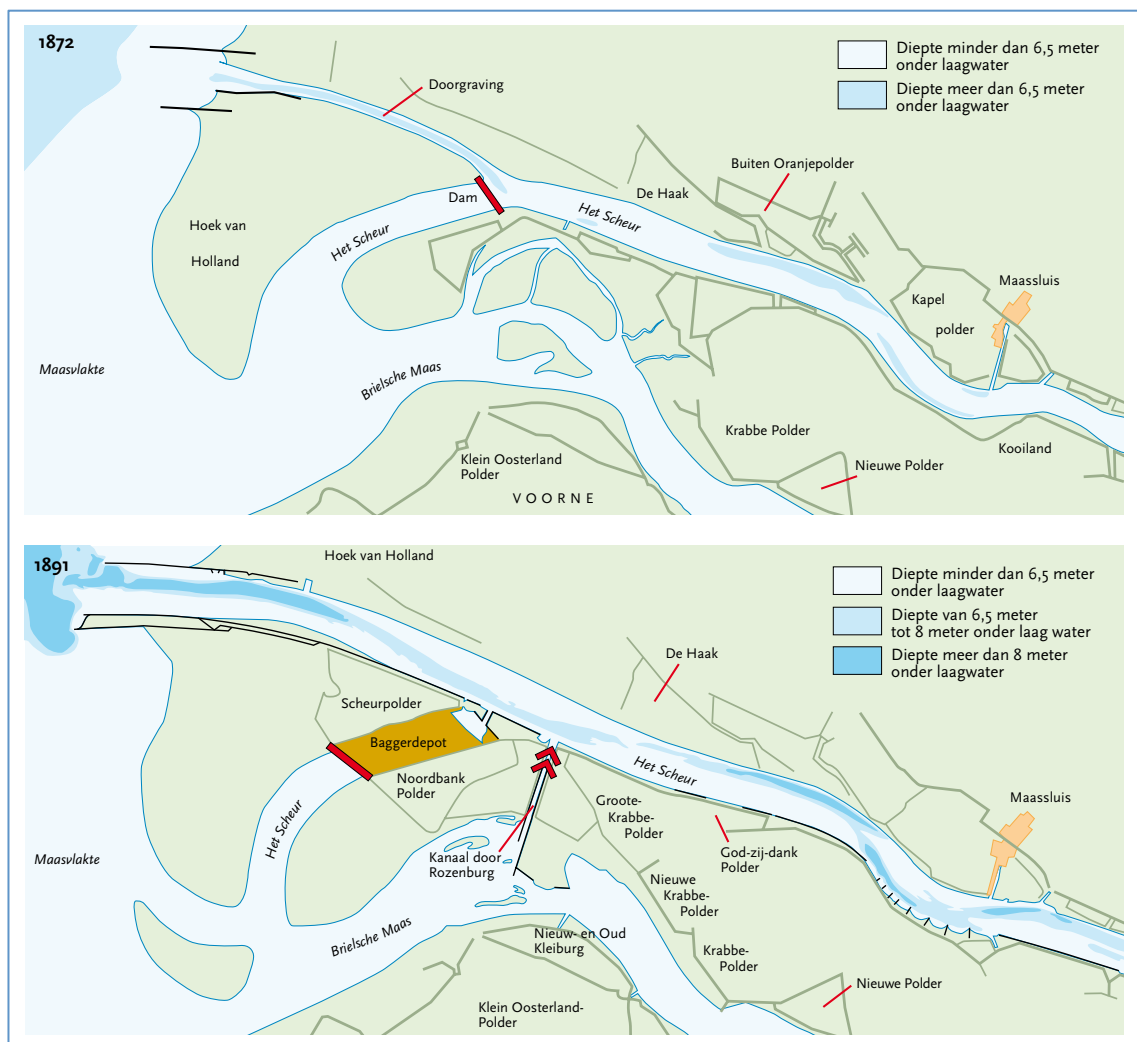 1872
Diepte minder dan 6,5 meter
onder laagwater
Diepte meer dan 6,5 meter
onder laagwater
Doorgraving
Buiten Oranjepolder
De Haak
Dam
Het Scheur
Hoek van
Holland
Het Scheur
Maassluis
Kapel
polder
Maasvlakte
Brielsche Maas
Krabbe Polder
Kooiland
Klein Oosterland
Polder
Nieuwe Polder
VOORNE
1891
Hoek van Holland
Diepte minder dan 6,5 meter
onder laagwater
Diepte van 6,5 meter
tot 8 meter onder laag water
Diepte meer dan 8 meter
onder laagwater
De Haak
Scheurpolder
Baggerdepot
Het Scheur
Noordbank
Polder
Maassluis
Groote-
Krabbe-
Polder
Het Scheur
God-zij-dank
Polder
Maasvlakte
Kanaal door
Rozenburg
Nieuwe
Krabbe-
Polder
Brielsche Maas
Nieuw- en Oud
Kleiburg
Krabbe-
Polder
Nieuwe Polder
Klein Oosterland-
Polder